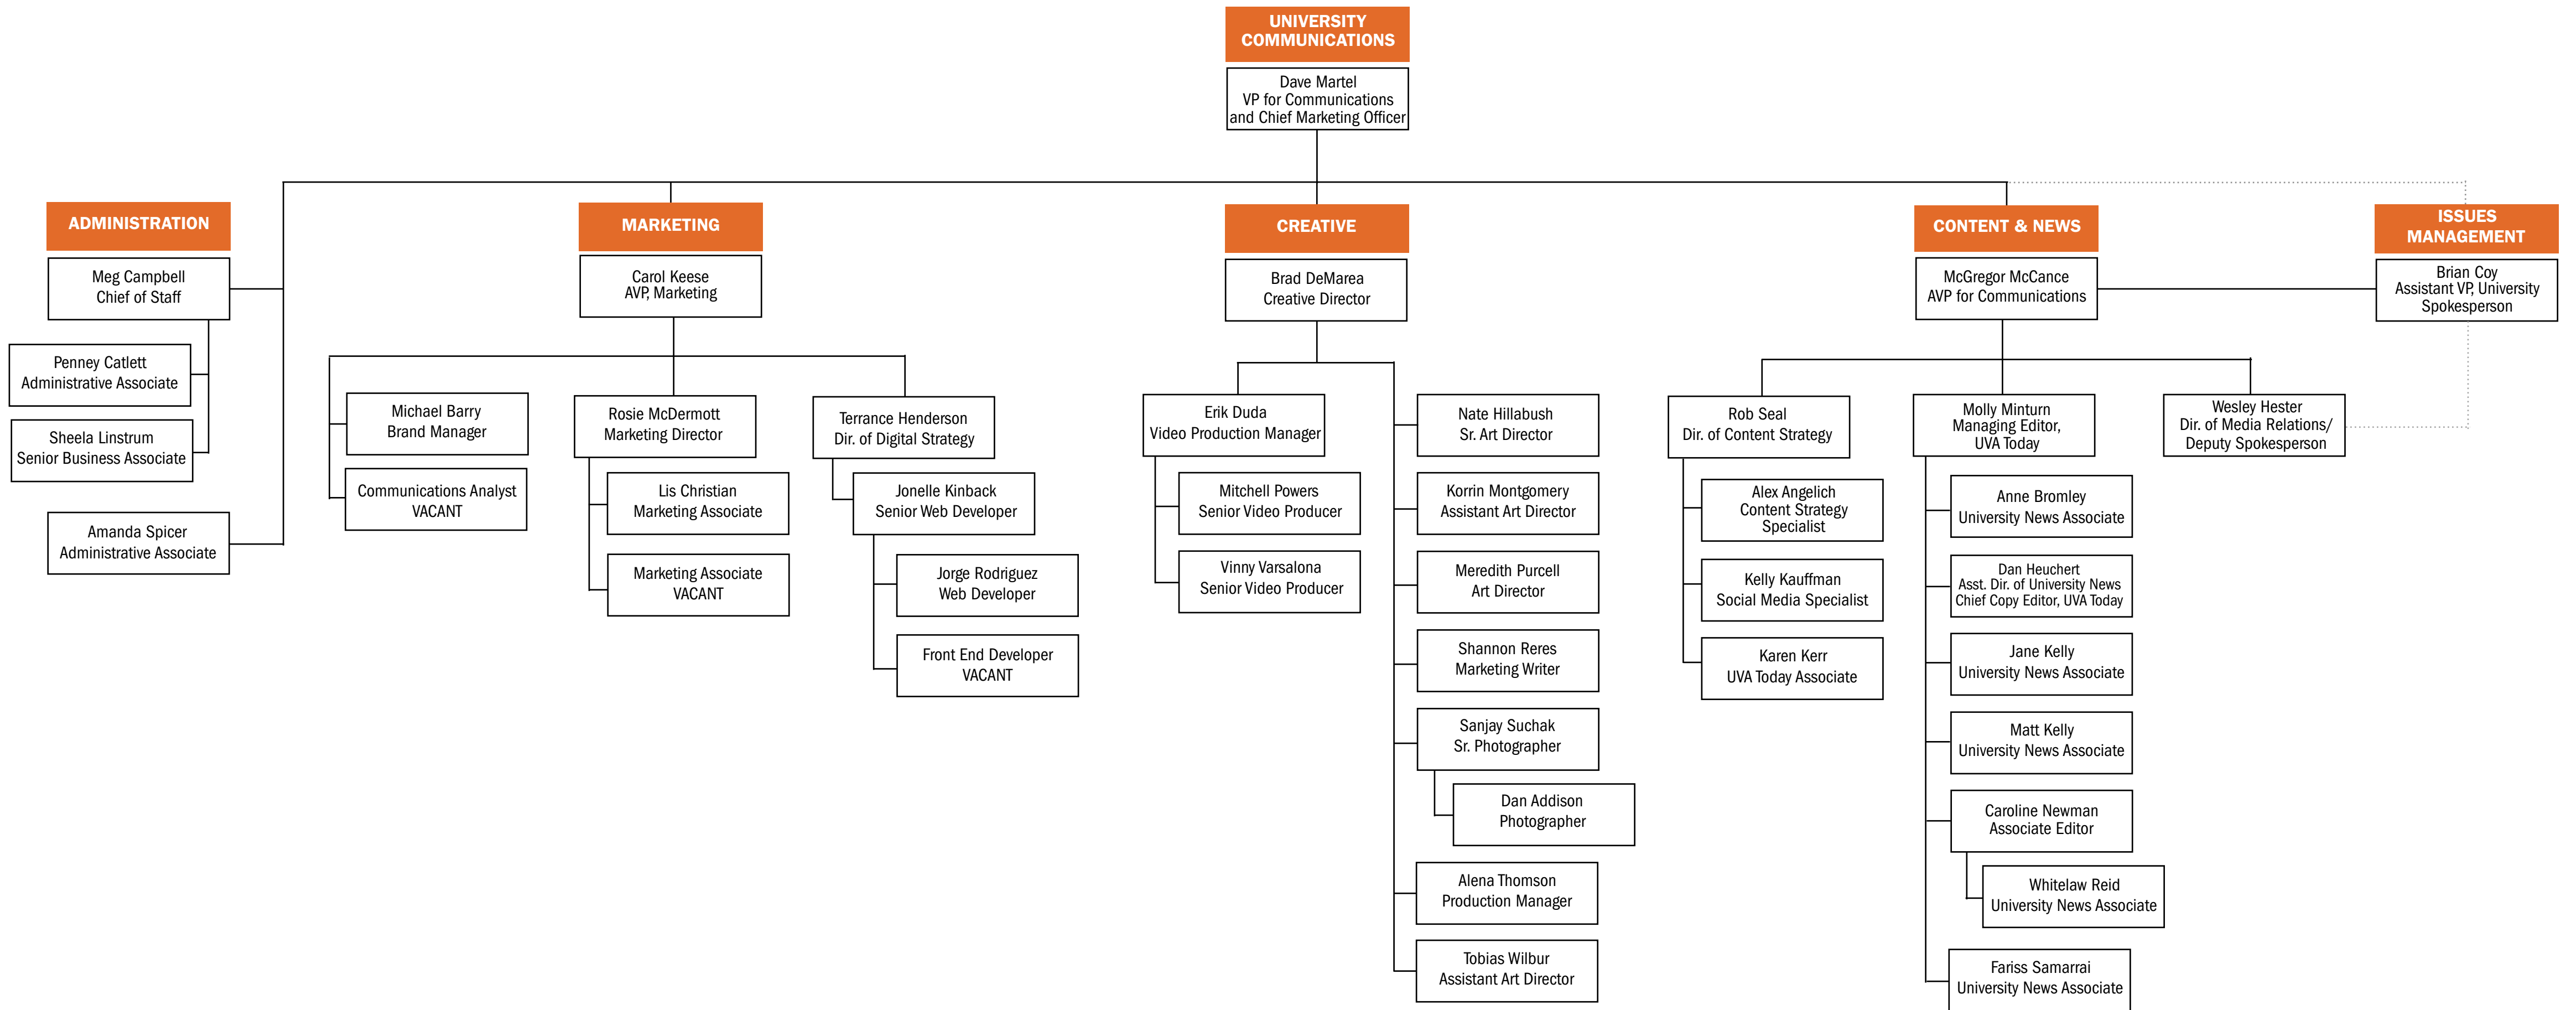 UNIVERSITY
COMMUNICATIONS
Dave Martel
VP for Communications
and Chief Marketing Officer
ADMINISTRATION
Meg Campbell
Chief of Staff
Penney Catlett
Administrative Associate
Sheela Linstrum
Senior Business Associate
Amanda Spicer
Administrative Associate
MARKETING
Carol Keese
AVP, Marketing
Michael Barry
Brand Manager
Communications Analyst
VACANT
Rosie McDermott
Marketing Director
Lis Christian
Marketing Associate
Marketing Associate
VACANT
Terrance Henderson
Dir. of Digital Strategy
Jonelle Kinback
Senior Web Developer
Jorge Rodriguez
Web Developer
Front End Developer
VACANT
CREATIVE
Brad DeMarea
Creative Director
Erik Duda
Video Production Manager
Mitchell Powers
Senior Video Producer
Vinny Varsalona
Senior Video Producer
Nate Hillabush
Sr. Art Director
Korrin Montgomery
Assistant Art Director
Meredith Purcell
Art Director
Shannon Reres
Marketing Writer
Sanjay Suchak
Sr. Photographer
Dan Addison
Photographer
Alena Thomson
Production Manager
Tobias Wilbur
Assistant Art Director
CONTENT & NEWS
McGregor McCance
AVP for Communications
Rob Seal
Dir. of Content Strategy
Alex Angelich
Content Strategy
Specialist
Kelly Kauffman
Social Media Specialist
Karen Kerr
UVA Today Associate
Molly Minturn
Managing Editor,
UVA Today
Anne Bromley
University News Associate
Dan Heuchert
Asst. Dir. of University News
Chief Copy Editor, UVA Today
Jane Kelly
University News Associate
Matt Kelly
University News Associate
Caroline Newman
Associate Editor
Whitelaw Reid
University News Associate
Fariss Samarrai
University News Associate
Wesley Hester
Dir. of Media Relations/
Deputy Spokesperson
ISSUES
MANAGEMENT
Brian Coy
Assistant VP, University
Spokesperson